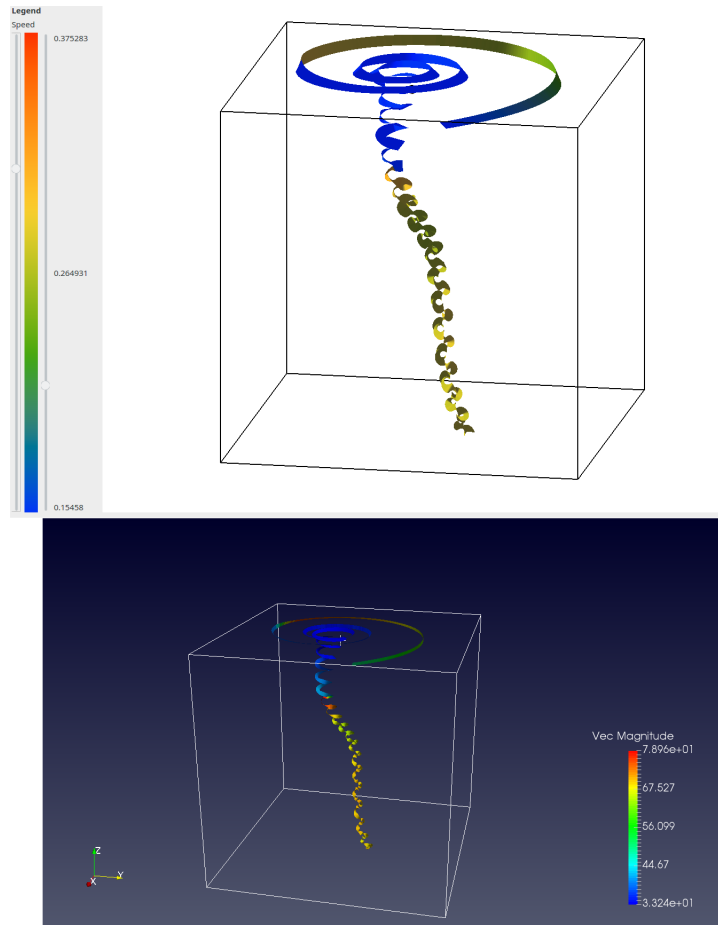 Legend
Speed
0.375283
0.264931
0.15458
Vec Magnitude
7.896e+01
67.527
56.099
44.67
3.324e+01
Z
Y
X